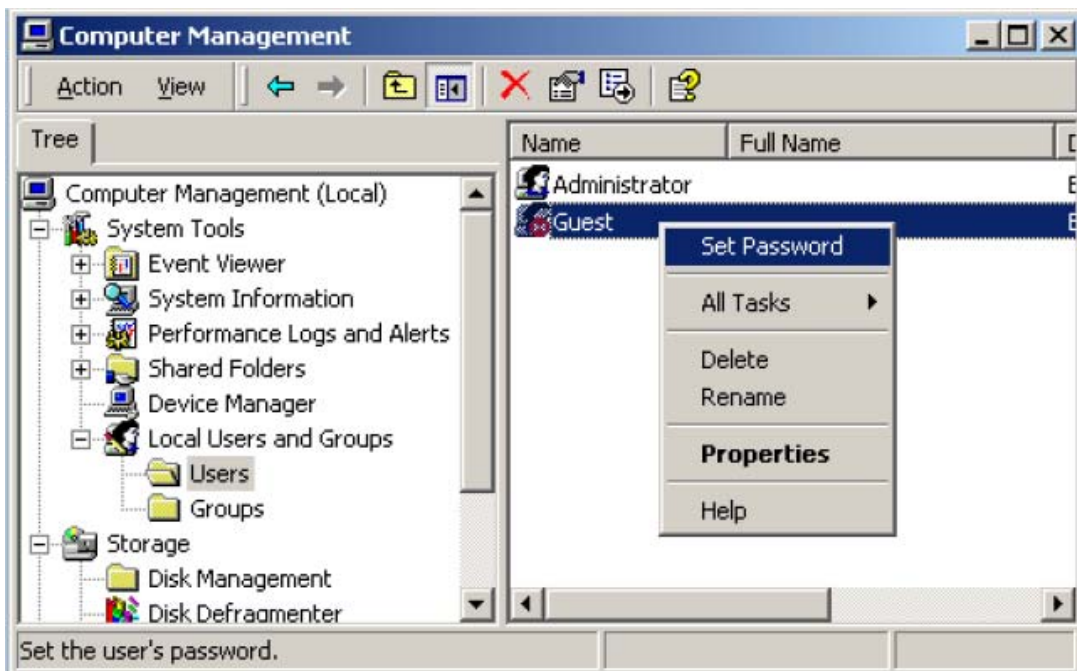 Computer Management
Action View
Tree
Name Full Name
Computer Management (Local)
System Tools
Event Viewer
System Information
Performance Logs and Alerts
Shared Folders
Device Manager
Local Users and Groups
Users
Groups
Storage
Disk Management
Disk Defragmenter
Administrator
Guest
Set Password
All Tasks
Delete
Rename
Properties
Help
Set the user's password.